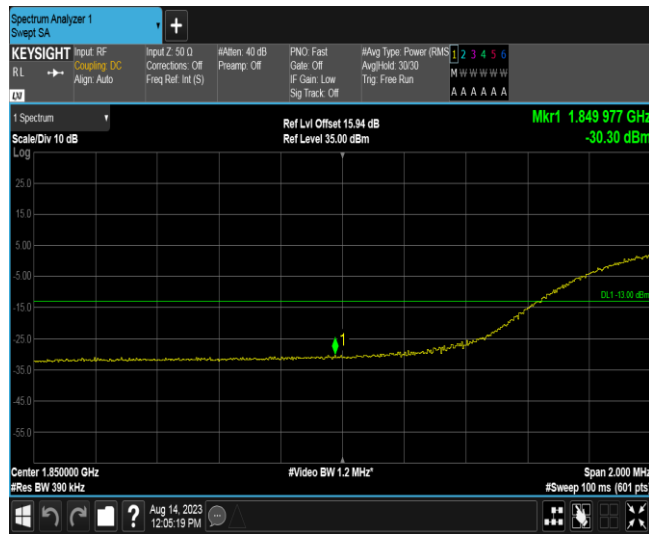 Spectrum Analyzer 1
Swept SA
+
KEYSIGHT
RL
LXI
Input: RF
Coupling: DC
Align: Auto
Input Z: 50 Ω
Corrections: Off
Freq Ref: Int (S)
#Atten: 40 dB
Preamp: Off
PNO: Fast
Gate: Off
IF Gain: Low
Sig Track: Off
#Avg Type: Power (RMS
Avg|Hold: 30/30
Trig: Free Run
1 2 3 4 5 6
M W W W W W
A A A A A A
1 Spectrum
Scale/Div 10 dB
Log
Ref Lvl Offset 15.94 dB
Ref Level 35.00 dBm
Mkr1 1.849 977 GHz
-30.30 dBm
25.0
15.0
5.00
-5.00
-15.0
-25.0
-35.0
-45.0
-55.0
DL1 -13.00 dBm
1
Center 1.850000 GHz
#Res BW 390 kHz
#Video BW 1.2 MHz*
Span 2.000 MHz
#Sweep 100 ms (601 pts
?
Aug 14, 2023
12:05:19 PM